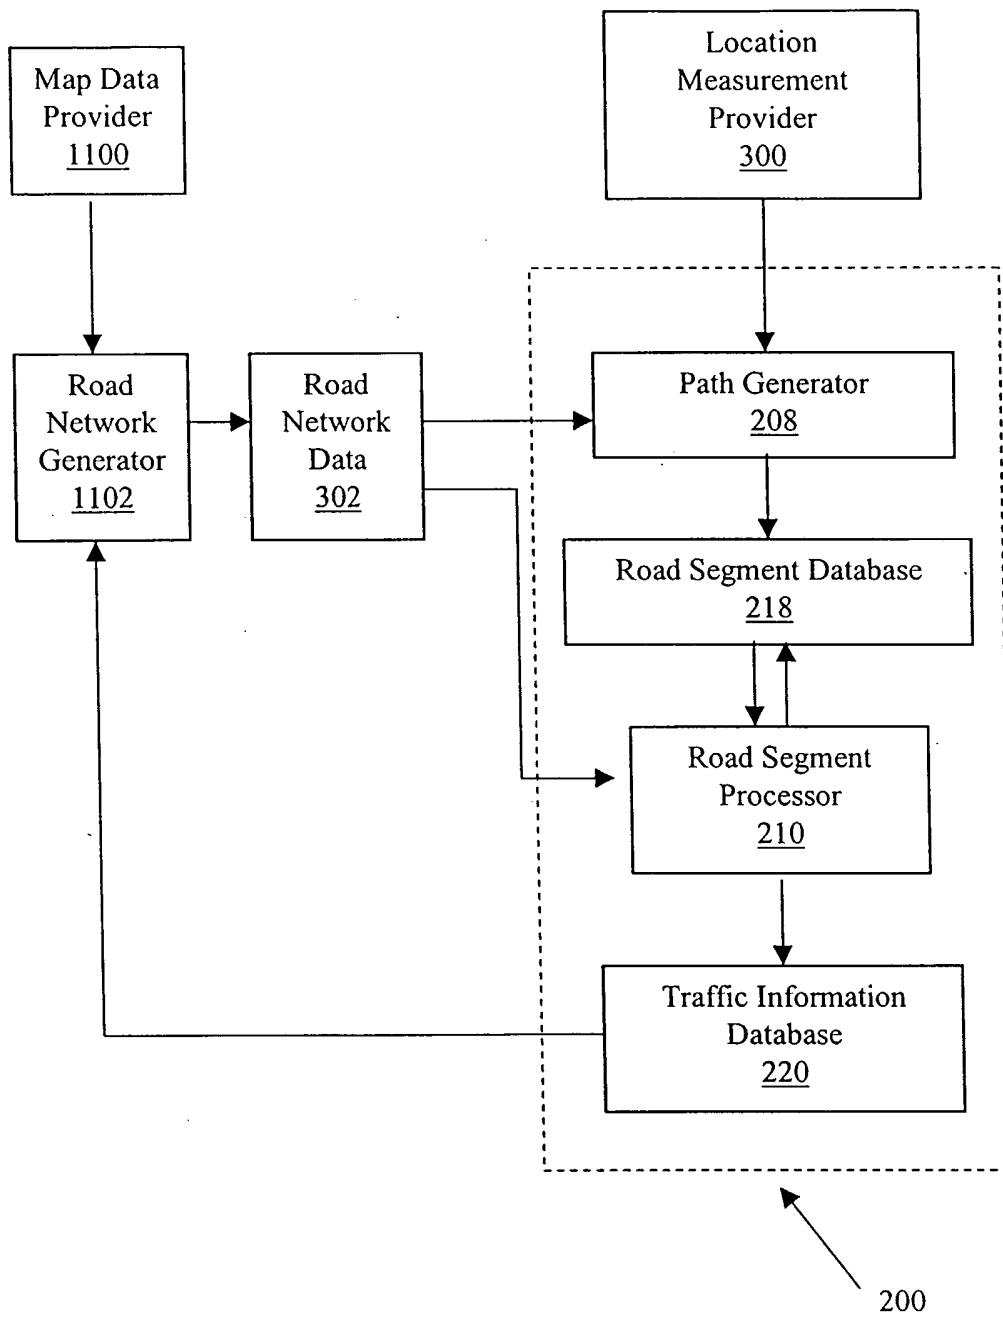 Map Data
Provider
1100
Location
Measurement
Provider
300
Road
Network
Generator
1102
Road
Network
Data
302
Path Generator
208
Road Segment Database
218
Road Segment
Processor
210
Traffic Information
Database
220
200